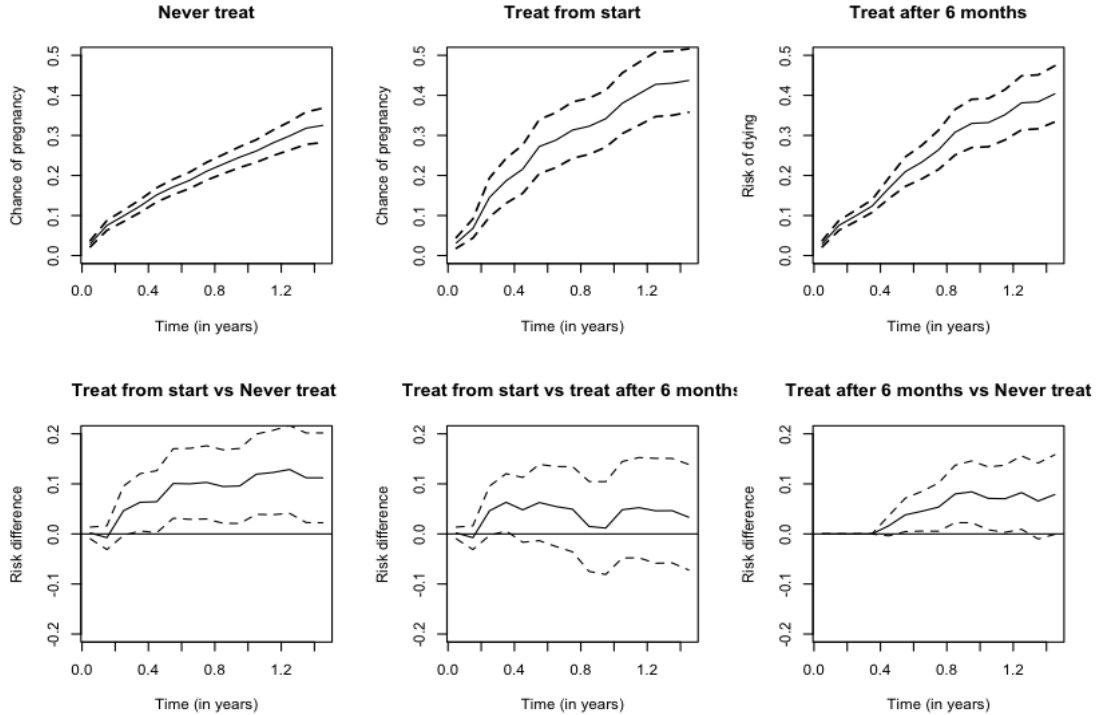 Never treat
Treat from start
Treat after 6 months
Chance of pregnancy
0.0 0.1 0.2 0.3 0.4 0.5
0.0 0.4 0.8 1.2
Time (in years)
Chance of pregnancy
0.0 0.1 0.2 0.3 0.4 0.5
0.0 0.4 0.8 1.2
Time (in years)
Risk of dying
0.0 0.1 0.2 0.3 0.4 0.5
0.0 0.4 0.8 1.2
Time (in years)
Treat from start vs Never treat
Treat from start vs treat after 6 months
Treat after 6 months vs Never treat
Risk difference
-0.2 -0.1 0.0 0.1 0.2
0.0 0.4 0.8 1.2
Time (in years)
Risk difference
-0.2 -0.1 0.0 0.1 0.2
0.0 0.4 0.8 1.2
Time (in years)
Risk difference
-0.2 -0.1 0.0 0.1 0.2
0.0 0.4 0.8 1.2
Time (in years)